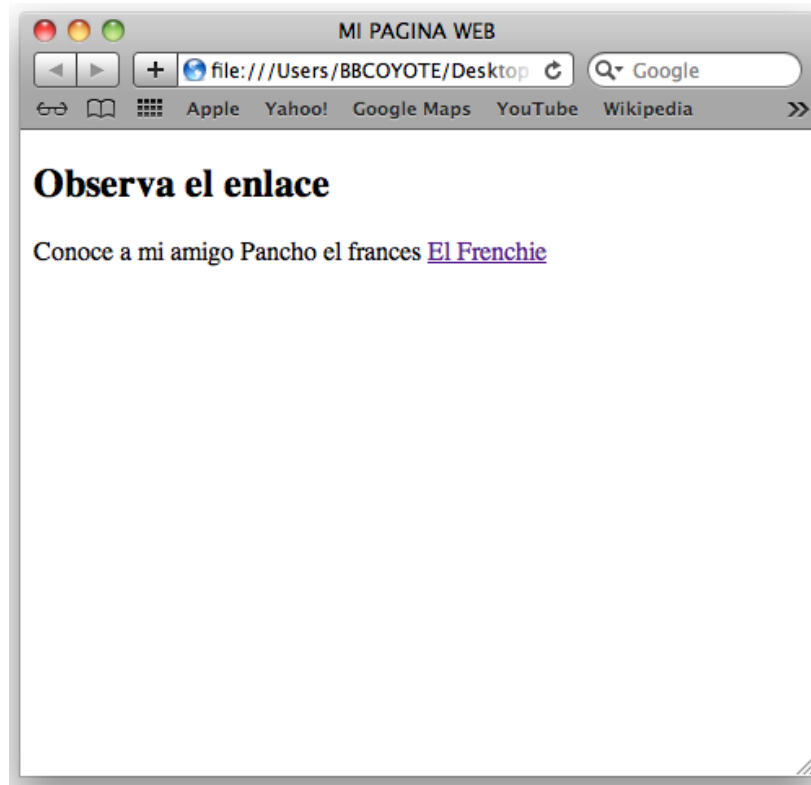 MI PAGINA WEB
file:///Users/BBCOYOTE/Desktop
Google
Apple Yahoo! Google Maps YouTube Wikipedia
Observa el enlace
Conoce a mi amigo Pancho el frances El Frenchie